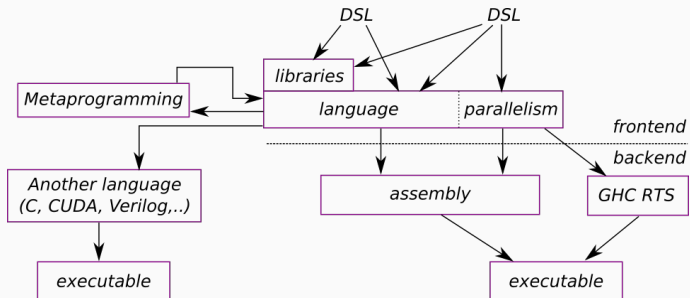 DSL
DSL
libraries
Metaprogramming
language
parallelism
frontend
backend
Another language
(C, CUDA, Verilog,..)
assembly
GHC RTS
executable
executable